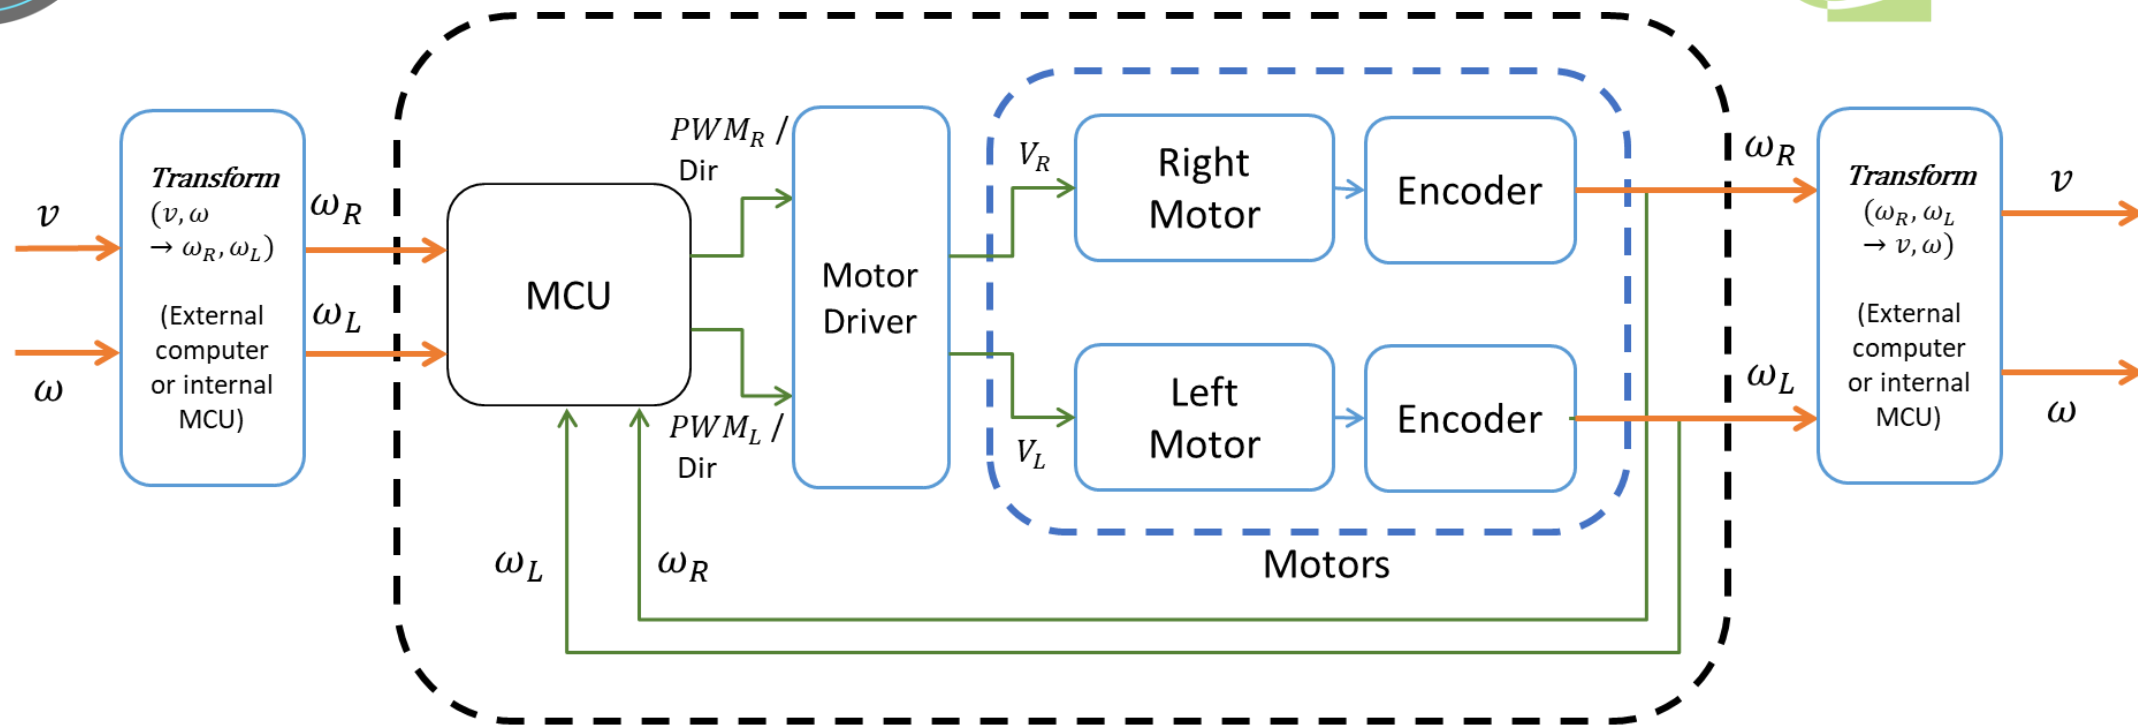 v
ω
Transform
(v, ω
→ ω_R, ω_L)
(External
computer
or internal
MCU)
ω_R
ω_L
MCU
PWM_R /
Dir
PWM_L /
Dir
Motor
Driver
V_R
V_L
Right
Motor
Encoder
Left
Motor
Encoder
Motors
ω_L
ω_R
ω_R
ω_L
Transform
(ω_R, ω_L
→ v, ω)
(External
computer
or internal
MCU)
v
ω